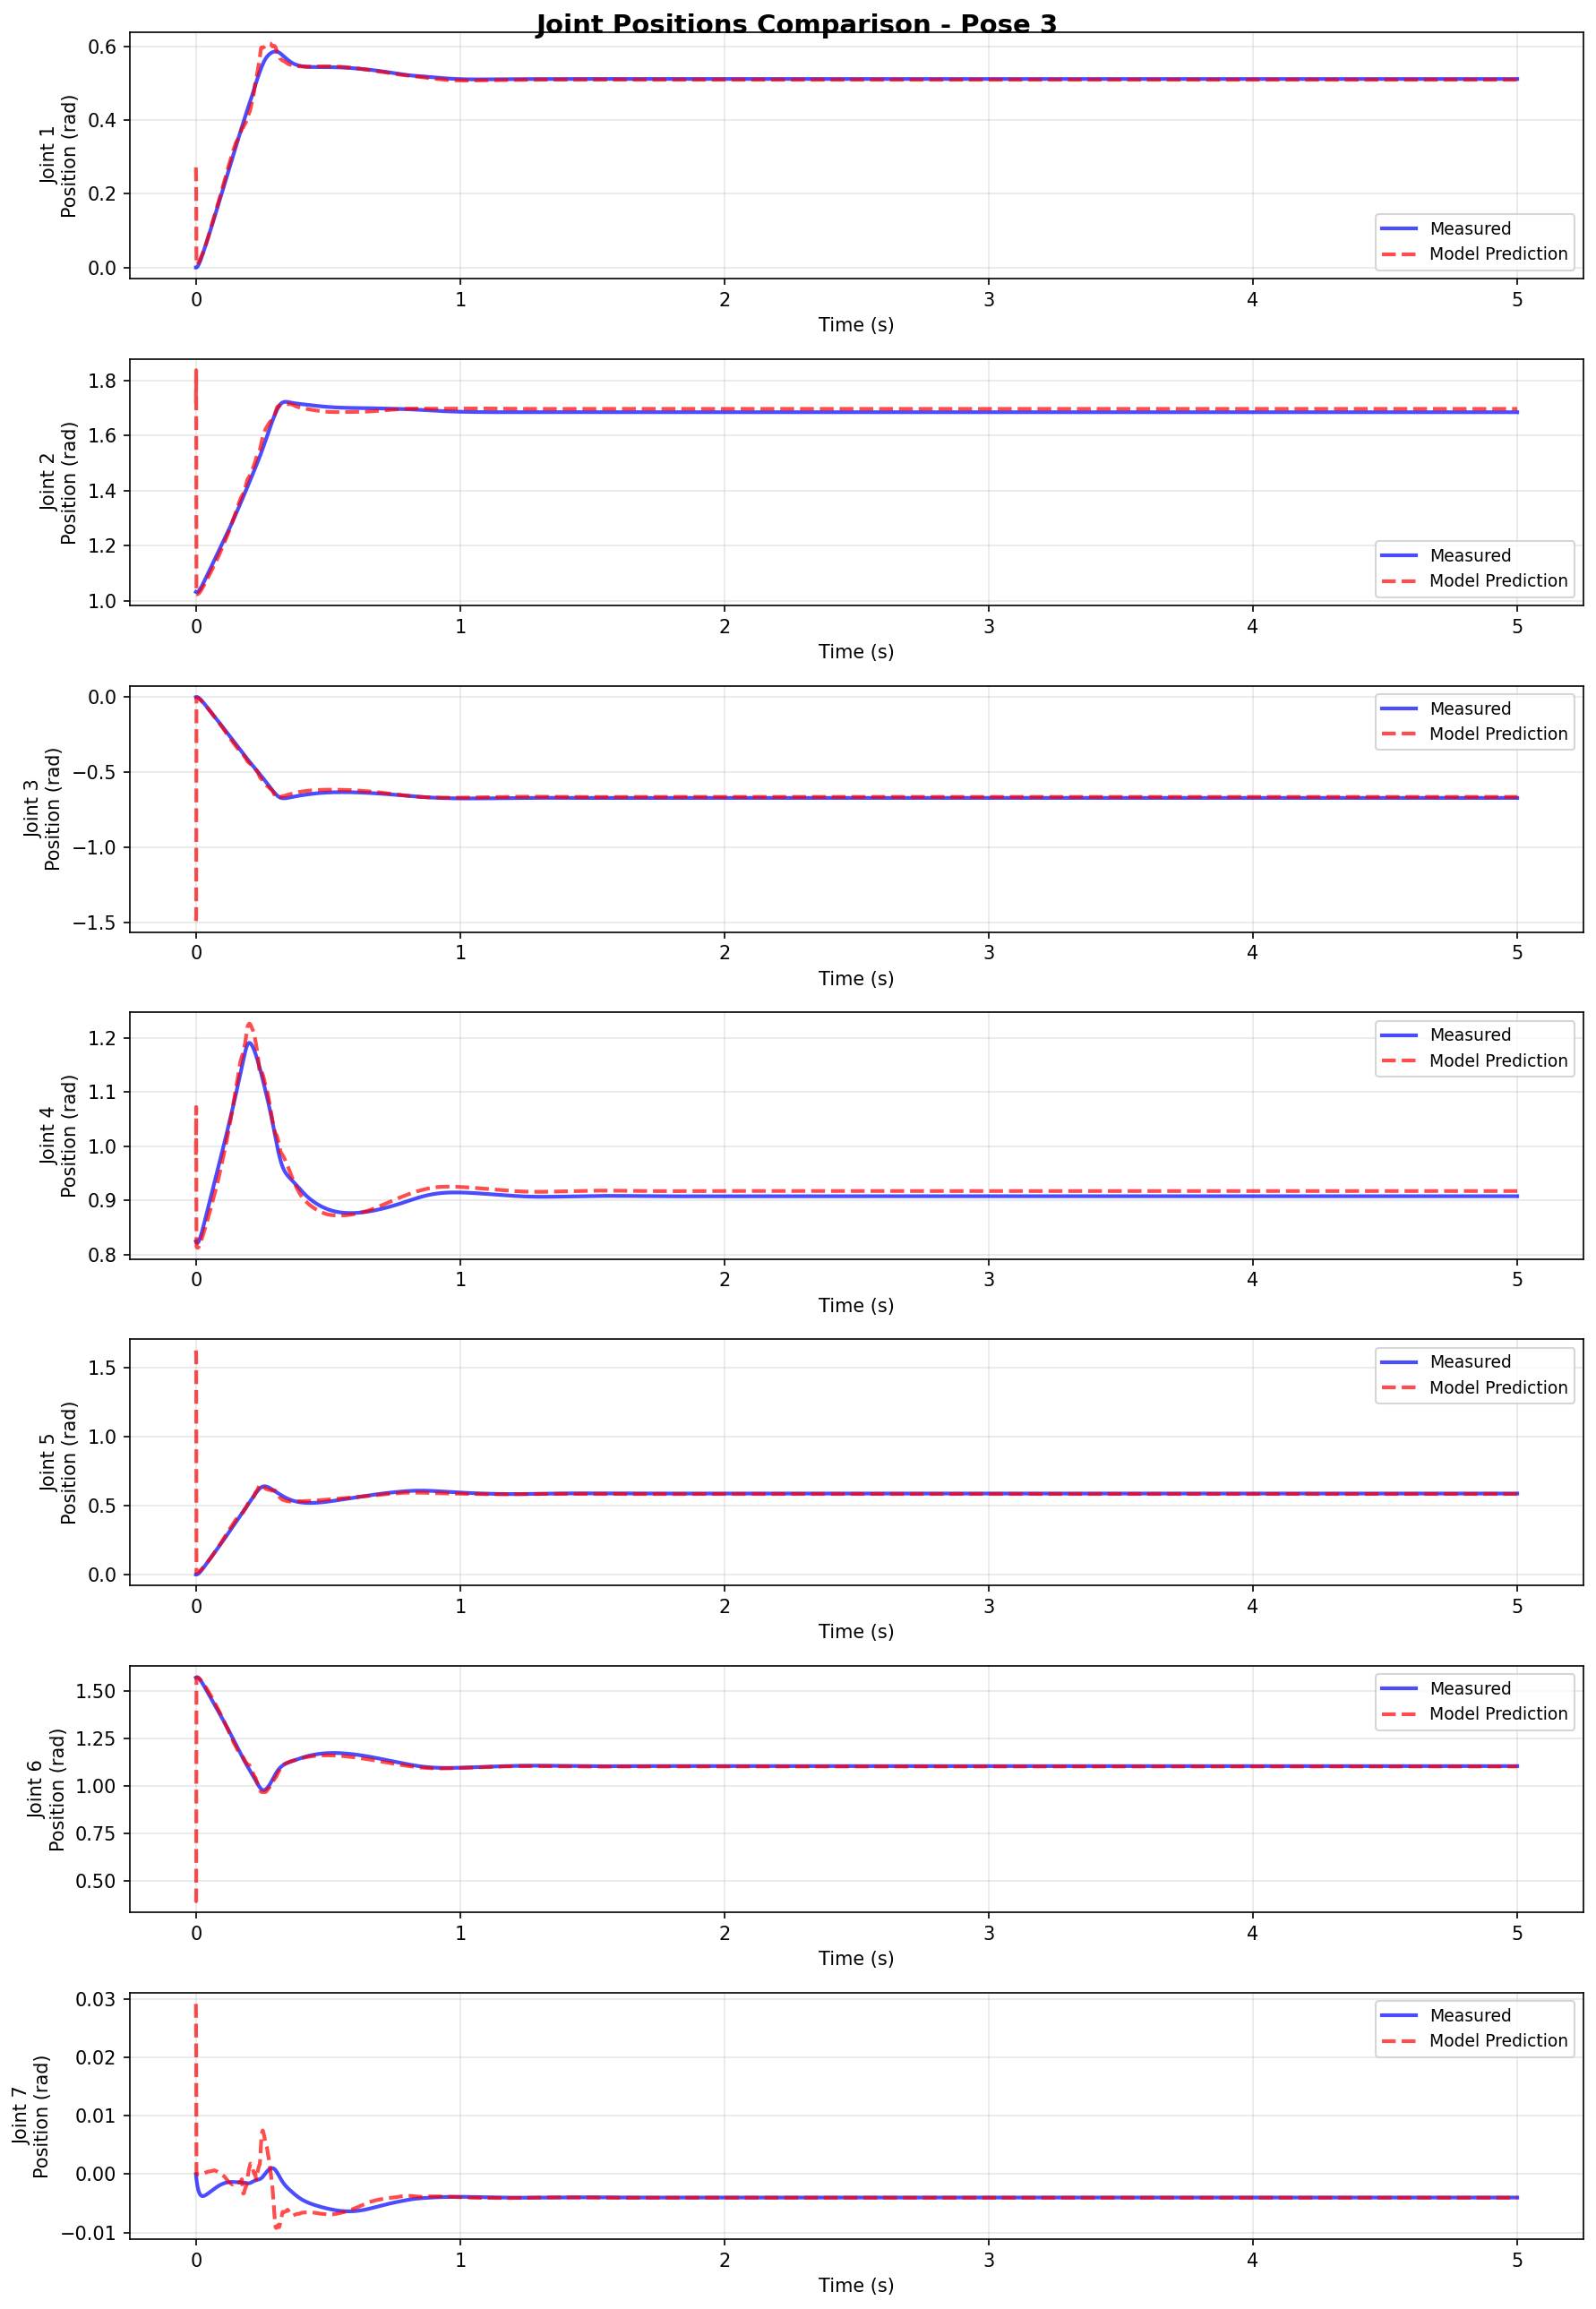 Joint Positions Comparison - Pose 3
Joint 1
Position (rad)
0.6
0.4
0.2
0.0
Measured
Model Prediction
0 1 2 3 4 5
Time (s)
Joint 2
Position (rad)
1.8
1.6
1.4
1.2
1.0
Measured
Model Prediction
0 1 2 3 4 5
Time (s)
Joint 3
Position (rad)
0.0
−0.5
−1.0
−1.5
Measured
Model Prediction
0 1 2 3 4 5
Time (s)
Joint 4
Position (rad)
1.2
1.1
1.0
0.9
0.8
Measured
Model Prediction
0 1 2 3 4 5
Time (s)
Joint 5
Position (rad)
1.5
1.0
0.5
0.0
Measured
Model Prediction
0 1 2 3 4 5
Time (s)
Joint 6
Position (rad)
1.50
1.25
1.00
0.75
0.50
Measured
Model Prediction
0 1 2 3 4 5
Time (s)
Joint 7
Position (rad)
0.03
0.02
0.01
0.00
−0.01
Measured
Model Prediction
0 1 2 3 4 5
Time (s)